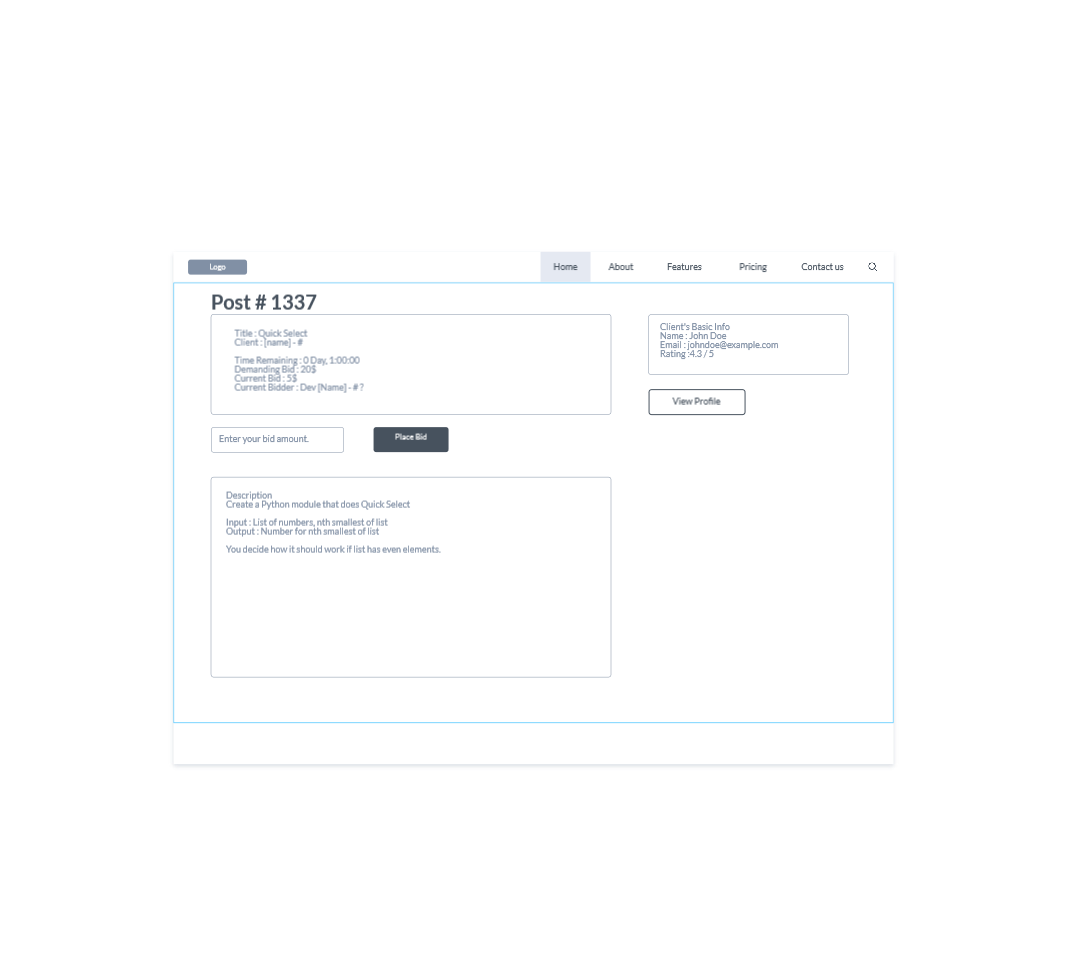 Logo
Home
About
Features
Pricing
Contact us
Post # 1337
Title : Quick Select
Client : [name] - #
Time Remaining : 0 Day, 1:00:00
Demanding Bid : 20$
Current Bid : 5$
Current Bidder : Dev [Name] - # ?
Client's Basic Info
Name : John Doe
Email : johndoe@example.com
Rating :4.3 / 5
View Profile
Enter your bid amount.
Place Bid
Description
Create a Python module that does Quick Select
Input : List of numbers, nth smallest of list
Output : Number for nth smallest of list
You decide how it should work if list has even elements.